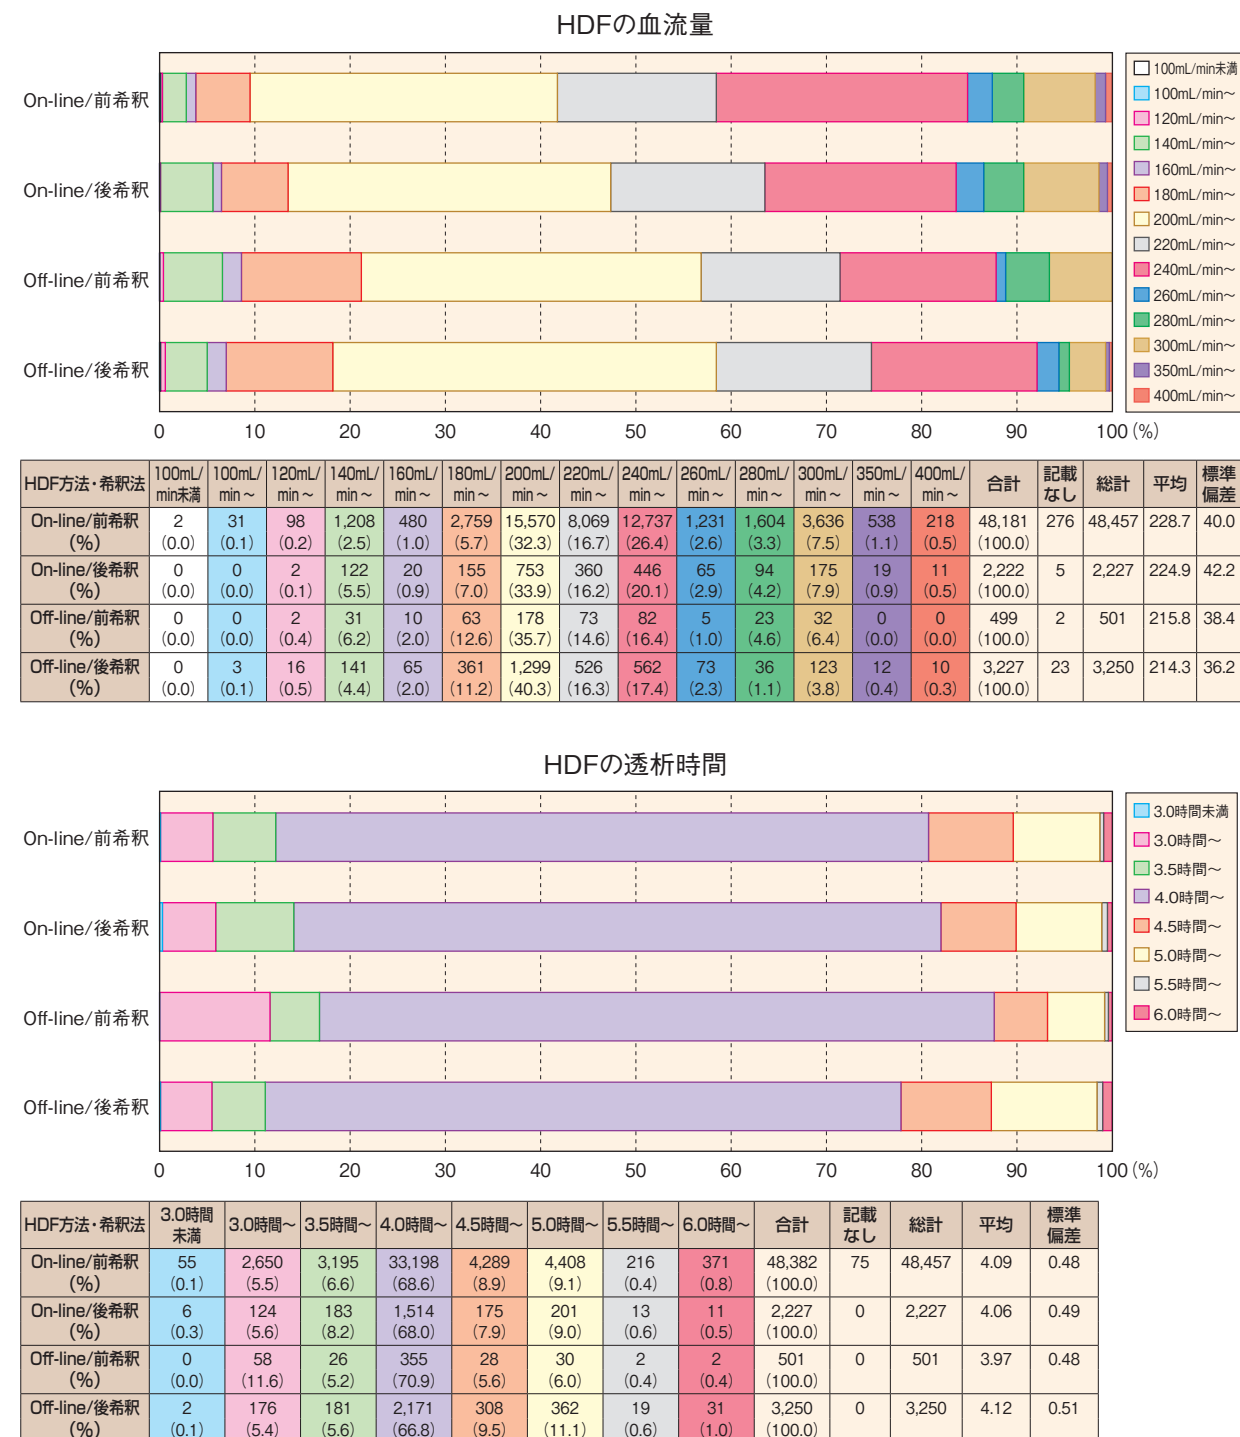 HDFの血流量
On-line/前希釈
On-line/後希釈
Off-line/前希釈
Off-line/後希釈
0 10 20 30 40 50 60 70 80 90 100 (%)
100mL/min未満
100mL/min～
120mL/min～
140mL/min～
160mL/min～
180mL/min～
200mL/min～
220mL/min～
240mL/min～
260mL/min～
280mL/min～
300mL/min～
350mL/min～
400mL/min～
HDF方法・希釈法 100mL/min未満 100mL/min～ 120mL/min～ 140mL/min～ 160mL/min～ 180mL/min～ 200mL/min～ 220mL/min～ 240mL/min～ 260mL/min～ 280mL/min～ 300mL/min～ 350mL/min～ 400mL/min～ 合計 記載なし 総計 平均 標準偏差
On-line/前希釈 2 31 98 1,208 480 2,759 15,570 8,069 12,737 1,231 1,604 3,636 538 218 48,181 276 48,457 228.7 40.0
(%) (0.0) (0.1) (0.2) (2.5) (1.0) (5.7) (32.3) (16.7) (26.4) (2.6) (3.3) (7.5) (1.1) (0.5) (100.0)
On-line/後希釈 0 0 2 122 20 155 753 360 446 65 94 175 19 11 2,222 5 2,227 224.9 42.2
(%) (0.0) (0.0) (0.1) (5.5) (0.9) (7.0) (33.9) (16.2) (20.1) (2.9) (4.2) (7.9) (0.9) (0.5) (100.0)
Off-line/前希釈 0 0 2 31 10 63 178 73 82 5 23 32 0 0 499 2 501 215.8 38.4
(%) (0.0) (0.0) (0.4) (6.2) (2.0) (12.6) (35.7) (14.6) (16.4) (1.0) (4.6) (6.4) (0.0) (0.0) (100.0)
Off-line/後希釈 0 3 16 141 65 361 1,299 526 562 73 36 123 12 10 3,227 23 3,250 214.3 36.2
(%) (0.0) (0.1) (0.5) (4.4) (2.0) (11.2) (40.3) (16.3) (17.4) (2.3) (1.1) (3.8) (0.4) (0.3) (100.0)
HDFの透析時間
On-line/前希釈
On-line/後希釈
Off-line/前希釈
Off-line/後希釈
0 10 20 30 40 50 60 70 80 90 100 (%)
3.0時間未満
3.0時間～
3.5時間～
4.0時間～
4.5時間～
5.0時間～
5.5時間～
6.0時間～
HDF方法・希釈法 3.0時間未満 3.0時間～ 3.5時間～ 4.0時間～ 4.5時間～ 5.0時間～ 5.5時間～ 6.0時間～ 合計 記載なし 総計 平均 標準偏差
On-line/前希釈 55 2,650 3,195 33,198 4,289 4,408 216 371 48,382 75 48,457 4.09 0.48
(%) (0.1) (5.5) (6.6) (68.6) (8.9) (9.1) (0.4) (0.8) (100.0)
On-line/後希釈 6 124 183 1,514 175 201 13 11 2,227 0 2,227 4.06 0.49
(%) (0.3) (5.6) (8.2) (68.0) (7.9) (9.0) (0.6) (0.5) (100.0)
Off-line/前希釈 0 58 26 355 28 30 2 2 501 0 501 3.97 0.48
(%) (0.0) (11.6) (5.2) (70.9) (5.6) (6.0) (0.4) (0.4) (100.0)
Off-line/後希釈 2 176 181 2,171 308 362 19 31 3,250 0 3,250 4.12 0.51
(%) (0.1) (5.4) (5.6) (66.8) (9.5) (11.1) (0.6) (1.0) (100.0)